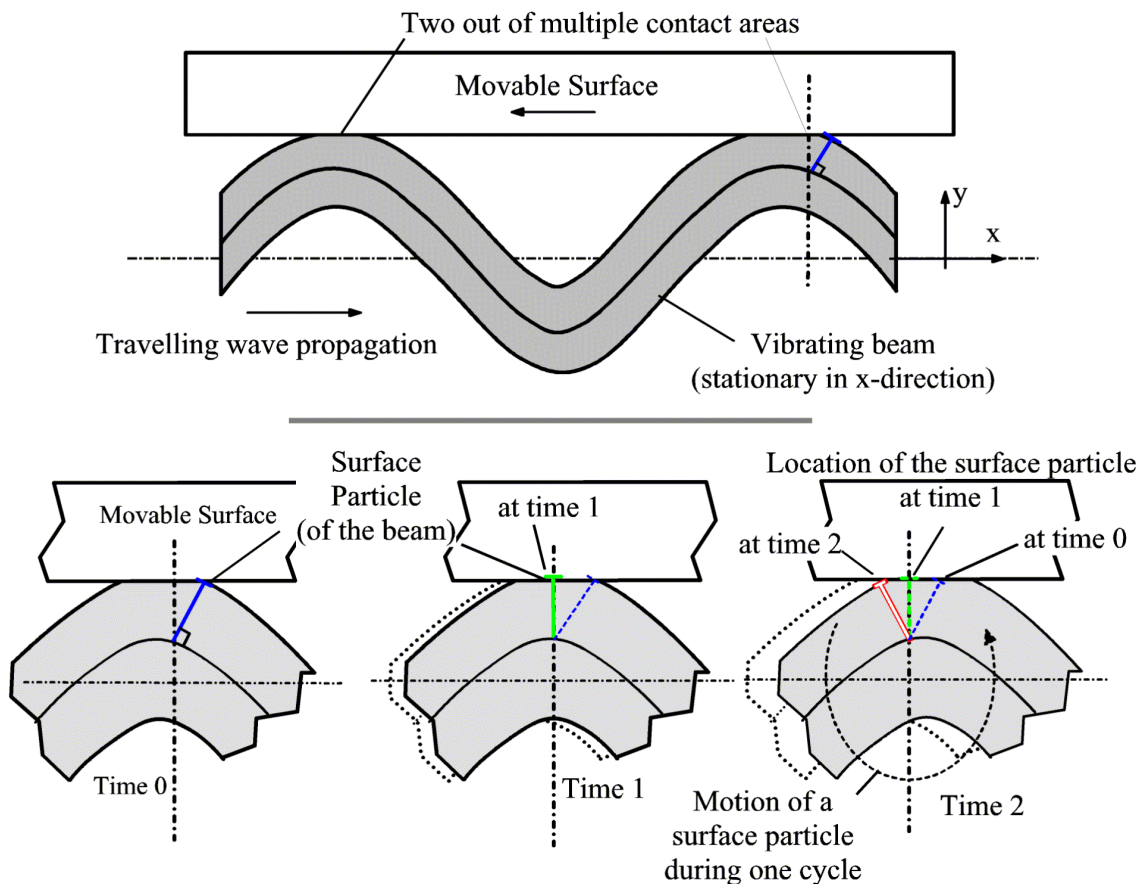 Two out of multiple contact areas
Movable Surface
y
x
Travelling wave propagation
Vibrating beam
(stationary in x-direction)
Surface
Particle
(of the beam)
Movable Surface
at time 1
Location of the surface particle
at time 1
at time 2
at time 0
Time 0
Time 1
Time 2
Motion of a
surface particle
during one cycle